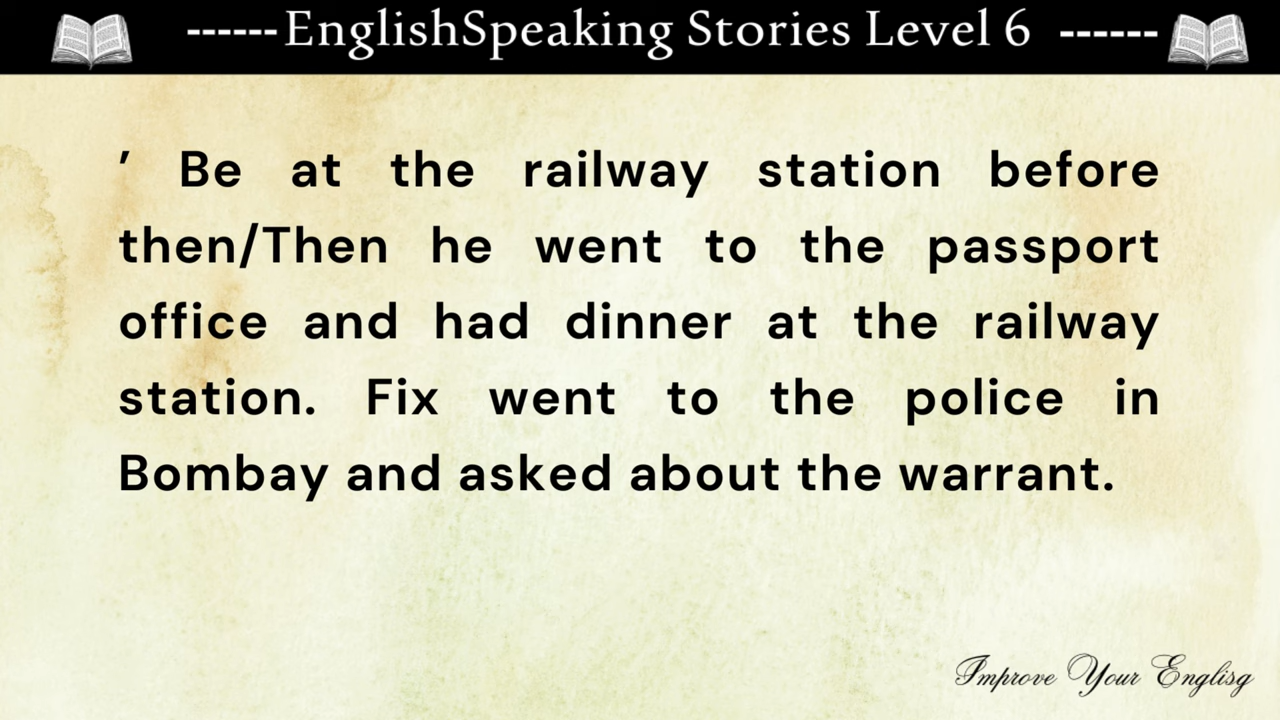 ------EnglishSpeaking Stories Level 6 ------
’ Be at the railway station before
then/Then he went to the passport
office and had dinner at the railway
station. Fix went to the police in
Bombay and asked about the warrant.
Improve Your Englisg